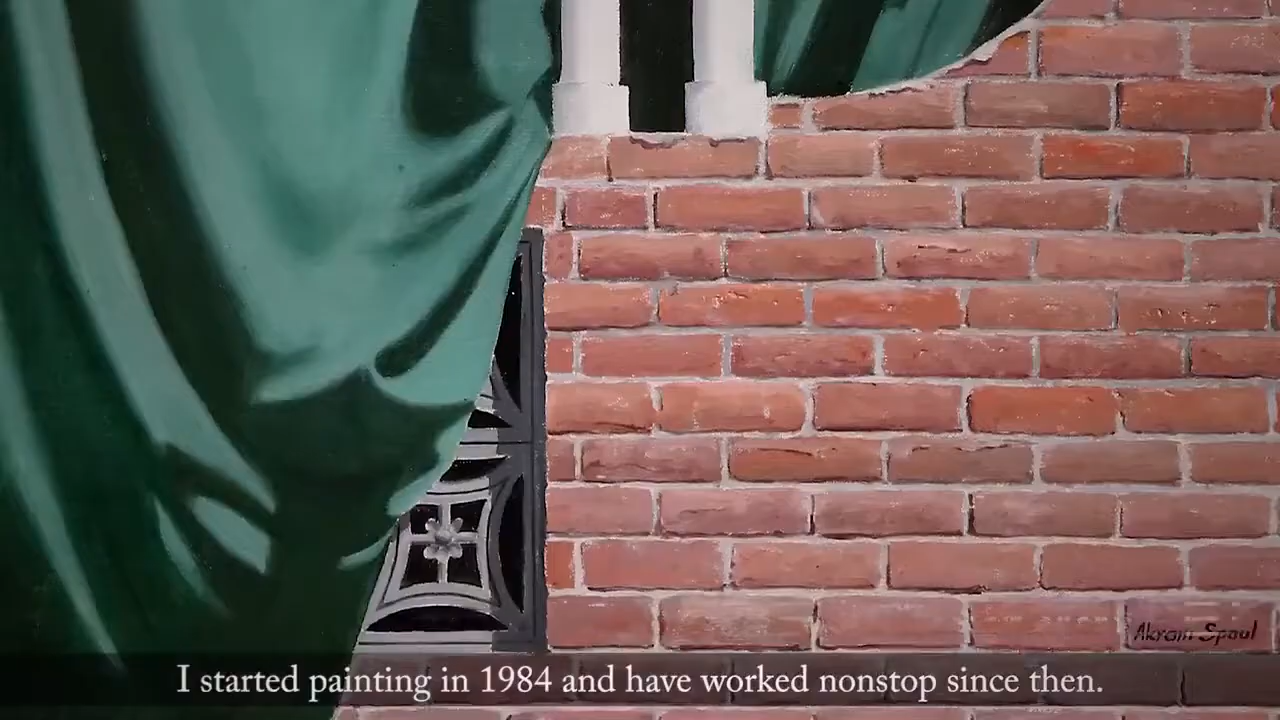 Akram Spaul
I started painting in 1984 and have worked nonstop since then.